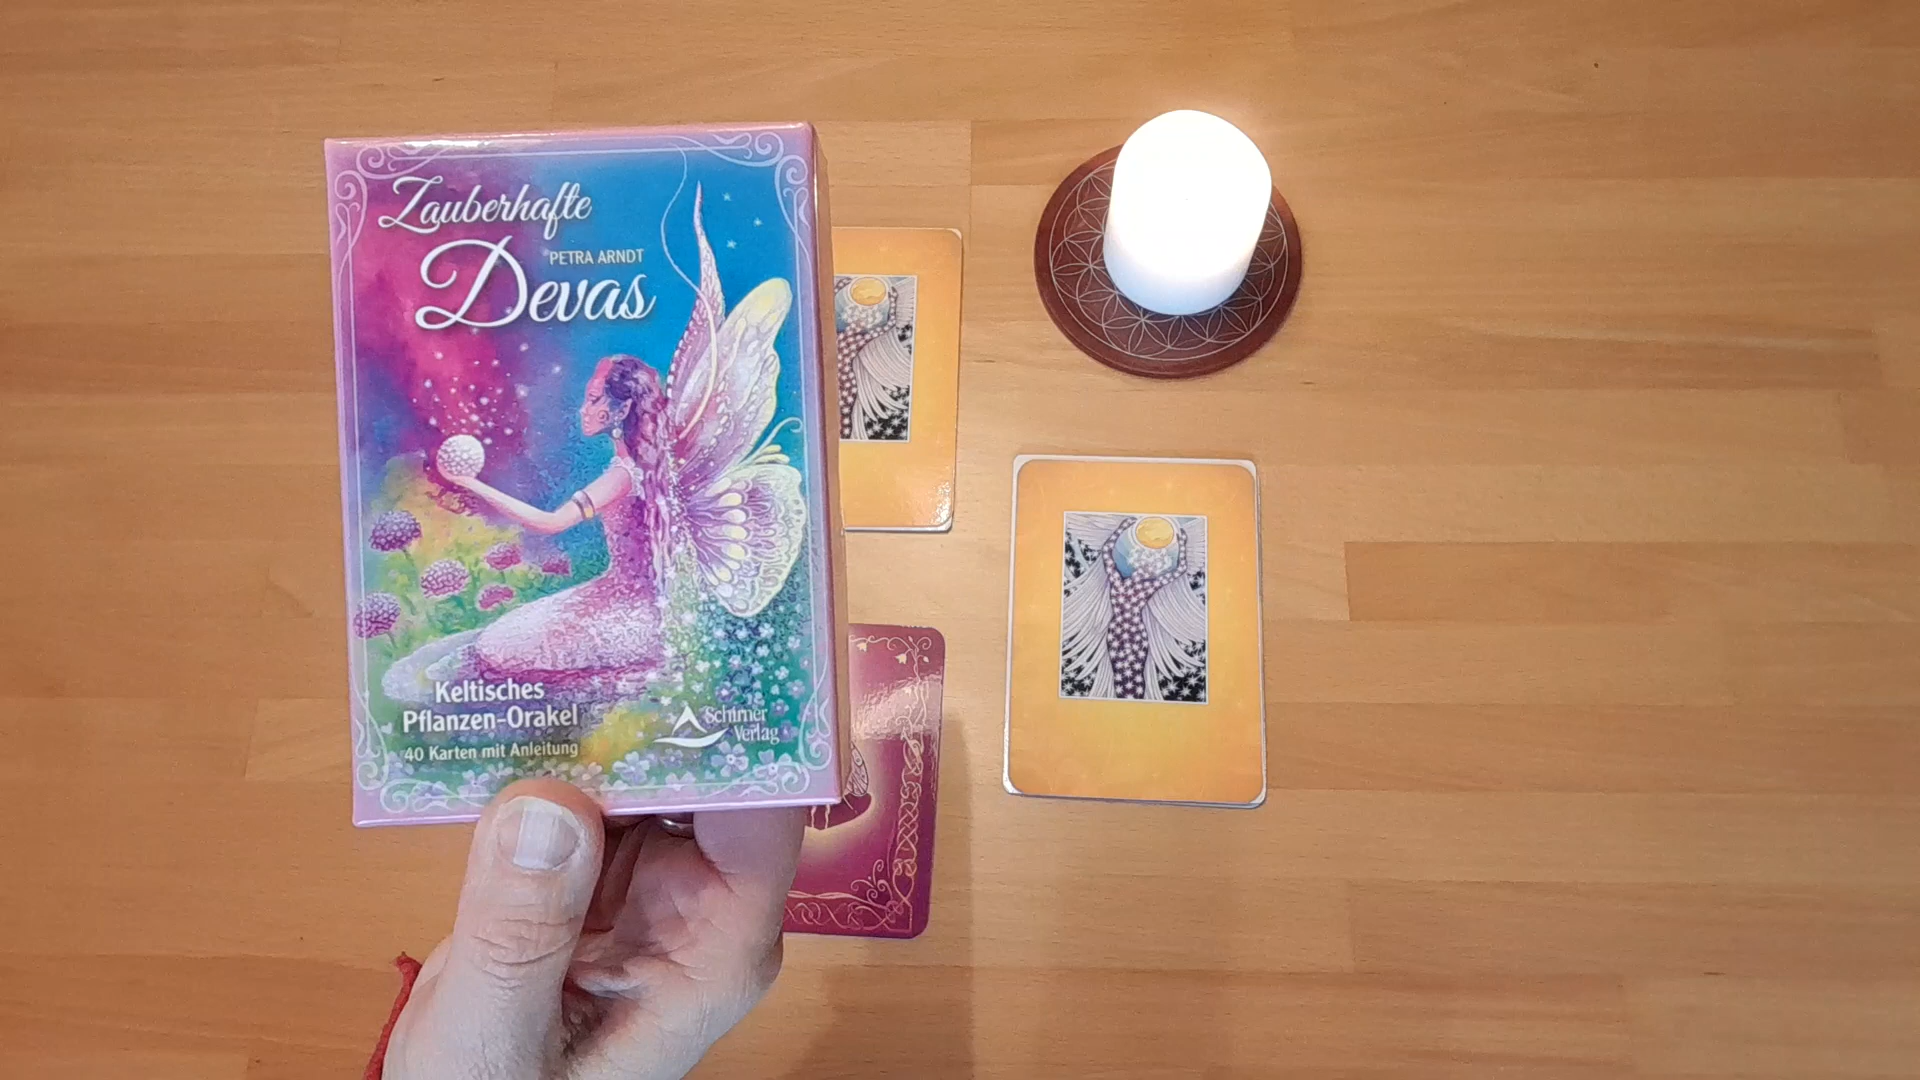 Zauberhafte
PETRA ARNDT
Devas
Keltisches
Pflanzen-Orakel
40 Karten mit Anleitung
Schirner
Verlag